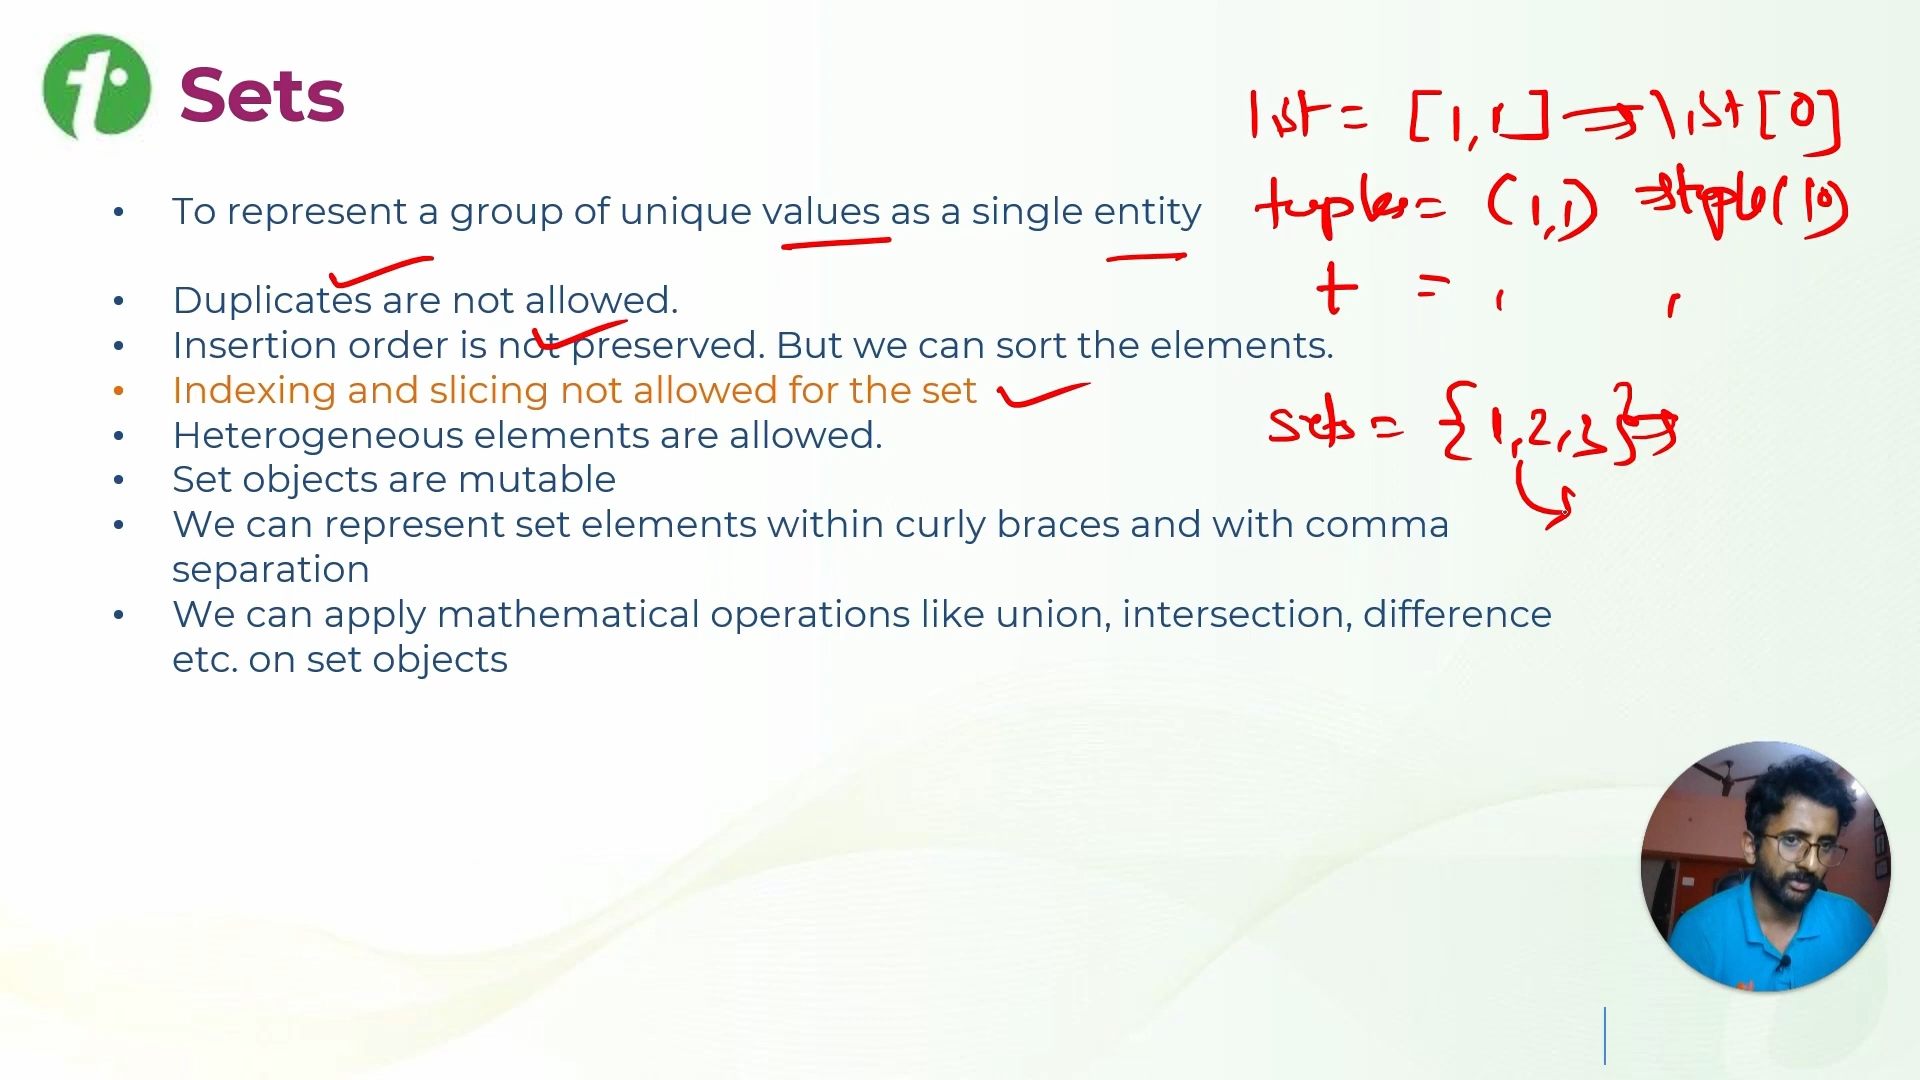 Sets
• To represent a group of unique values as a single entity
• Duplicates are not allowed.
• Insertion order is not preserved. But we can sort the elements.
• Indexing and slicing not allowed for the set
• Heterogeneous elements are allowed.
• Set objects are mutable
• We can represent set elements within curly braces and with comma
separation
• We can apply mathematical operations like union, intersection, difference
etc. on set objects
list = [1,1] → list[0]
tuples = (1,1) →
t = , ,
sets = {1,2,3} →